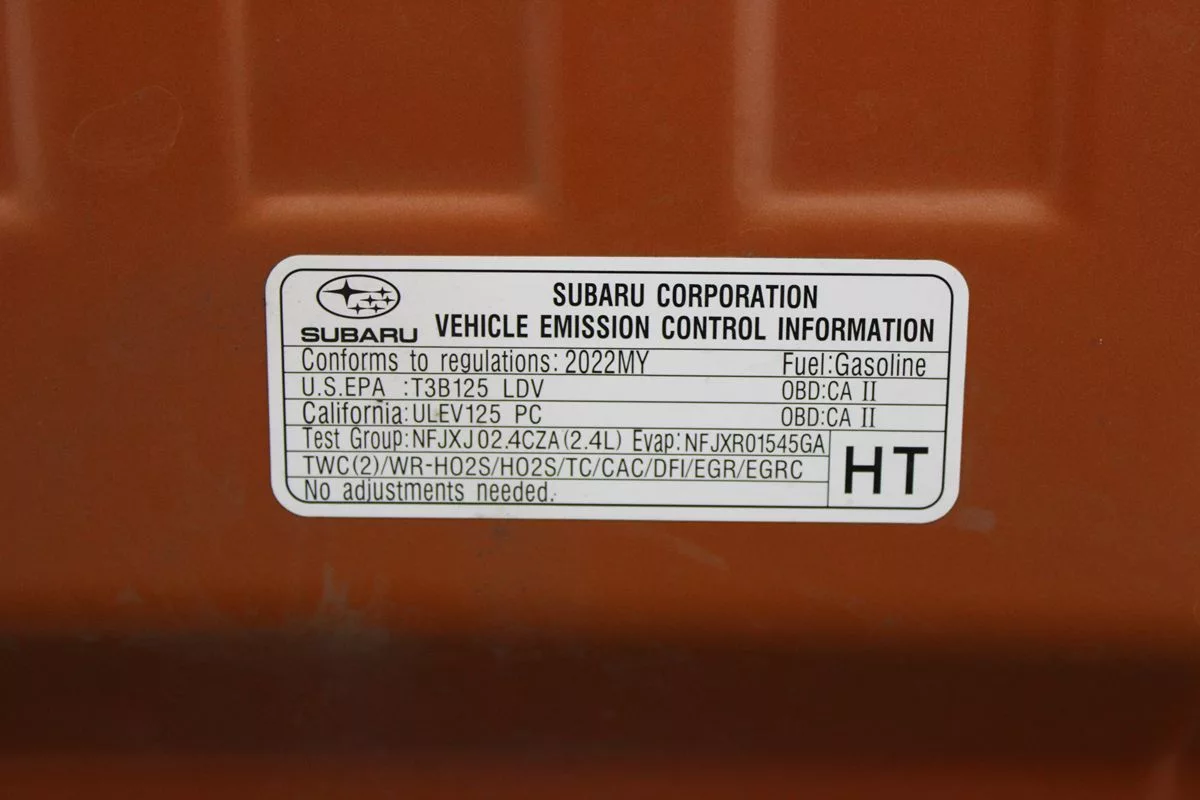 SUBARU
SUBARU CORPORATION
VEHICLE EMISSION CONTROL INFORMATION
Conforms to regulations: 2022MY Fuel:Gasoline
U.S.EPA :T3B125 LDV OBD:CA II
California:ULEV125 PC OBD:CA II
Test Group:NFJXJ02.4CZA(2.4L) Evap:NFJXR01545GA
TWC(2)/WR-HO2S/HO2S/TC/CAC/DFI/EGR/EGRC
No adjustments needed.
HT